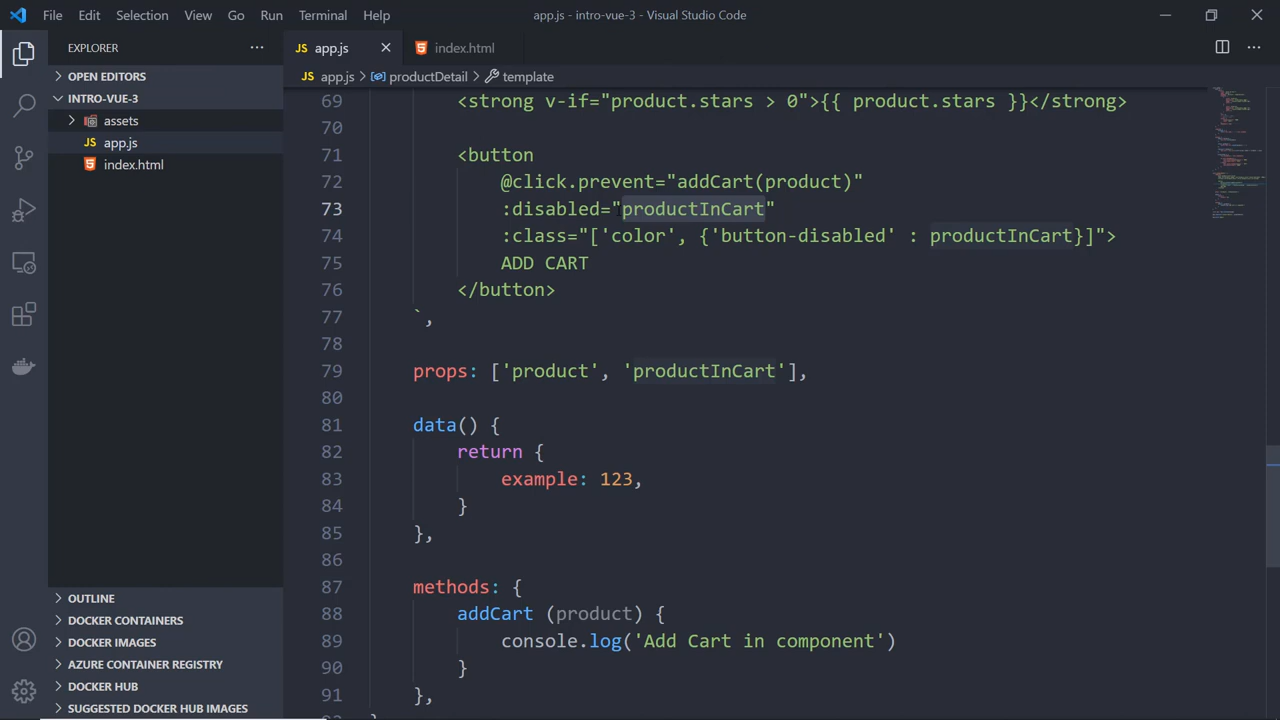 File Edit Selection View Go Run Terminal Help app.js - intro-vue-3 - Visual Studio Code
EXPLORER
OPEN EDITORS
INTRO-VUE-3
assets
JS app.js
index.html
OUTLINE
DOCKER CONTAINERS
DOCKER IMAGES
AZURE CONTAINER REGISTRY
DOCKER HUB
SUGGESTED DOCKER HUB IMAGES
JS app.js index.html
JS app.js > productDetail > template
69 <strong v-if="product.stars > 0">{{ product.stars }}</strong>
70
71 <button
72 @click.prevent="addCart(product)"
73 :disabled="productInCart"
74 :class="['color', {'button-disabled' : productInCart}]">
75 ADD CART
76 </button>
77 `,
78
79 props: ['product', 'productInCart'],
80
81 data() {
82 return {
83 example: 123,
84 }
85 },
86
87 methods: {
88 addCart (product) {
89 console.log('Add Cart in component')
90 }
91 },